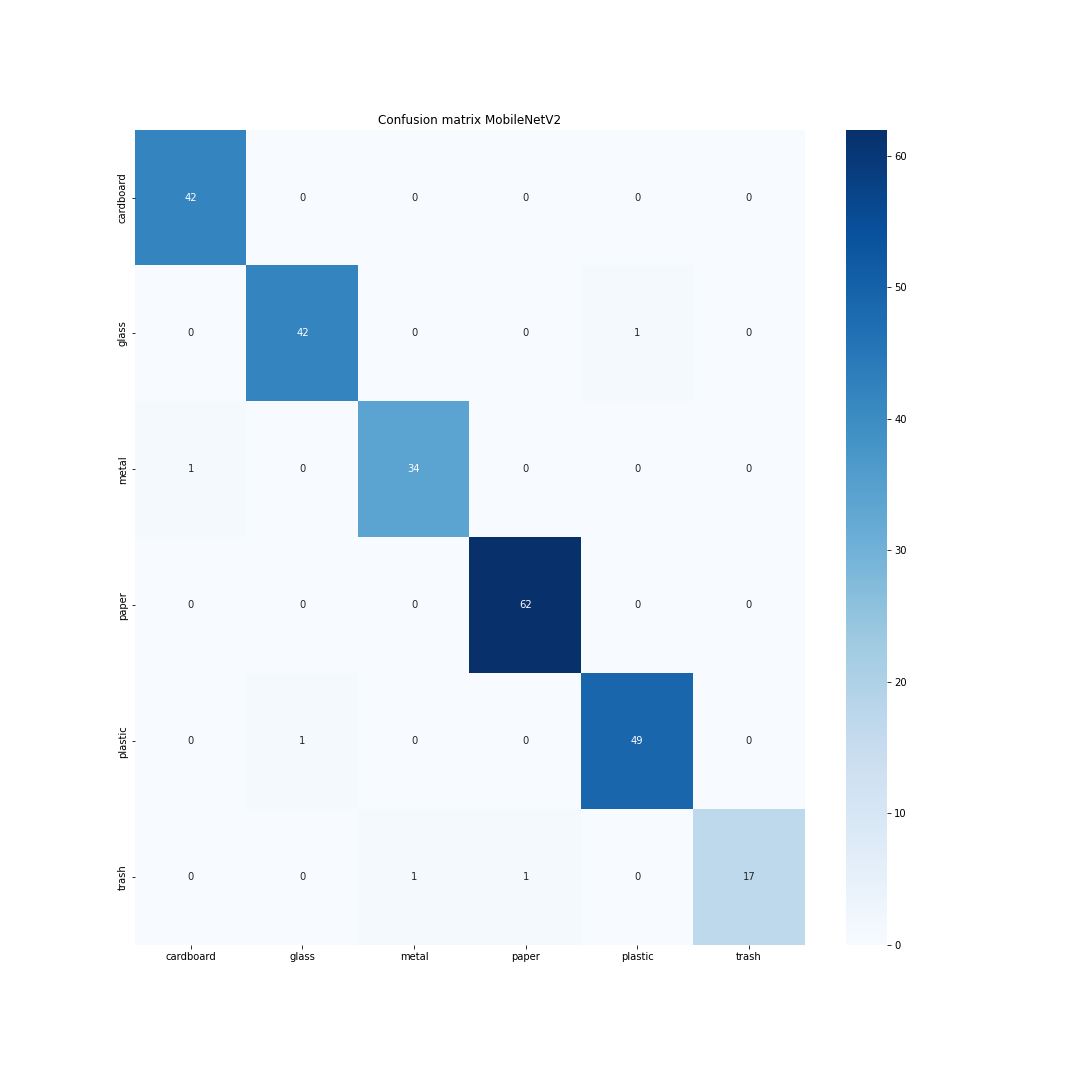 Confusion matrix MobileNetV2
cardboard 42 0 0 0 0 0
glass 0 42 0 0 1 0
metal 1 0 34 0 0 0
paper 0 0 0 62 0 0
plastic 0 1 0 0 49 0
trash 0 0 1 1 0 17
cardboard glass metal paper plastic trash
60
50
40
30
20
10
0